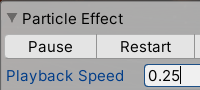 Particle Effect
Pause Restart
Playback Speed 0.25